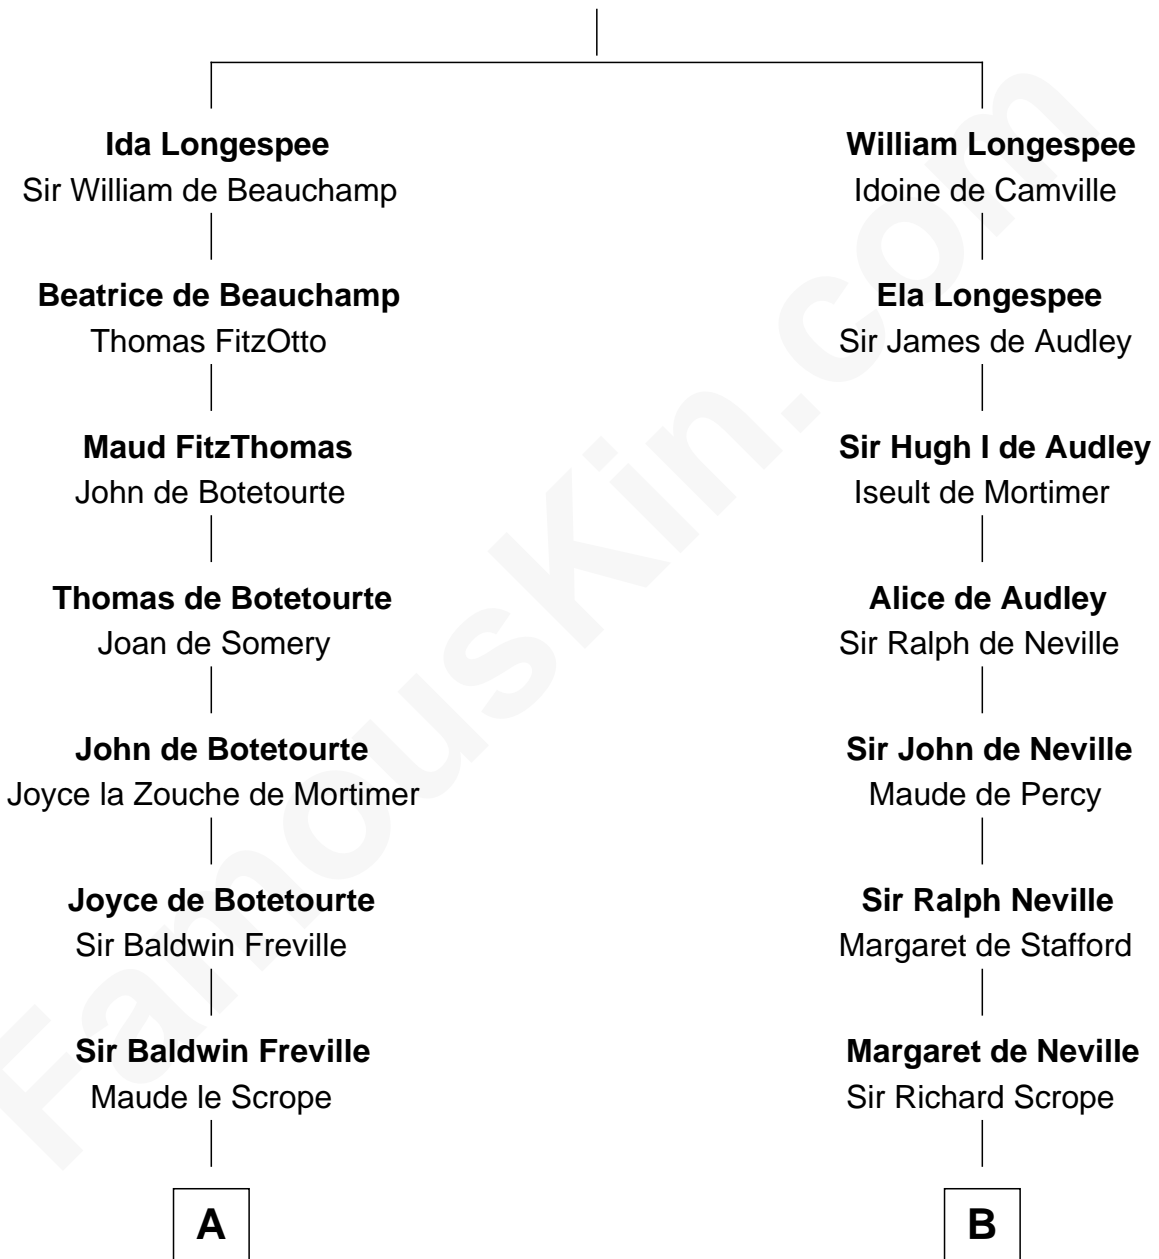 Ida Longespee
Sir William de Beauchamp
Beatrice de Beauchamp
Thomas FitzOtto
Maud FitzThomas
John de Botetourte
Thomas de Botetourte
Joan de Somery
John de Botetourte
Joyce la Zouche de Mortimer
Joyce de Botetourte
Sir Baldwin Freville
Sir Baldwin Freville
Maude le Scrope
A
William Longespee
Idoine de Camville
Ela Longespee
Sir James de Audley
Sir Hugh I de Audley
Iseult de Mortimer
Alice de Audley
Sir Ralph de Neville
Sir John de Neville
Maude de Percy
Sir Ralph Neville
Margaret de Stafford
Margaret de Neville
Sir Richard Scrope
B
FamousKin.com